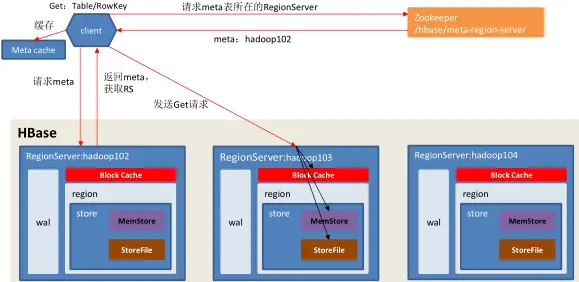 Get：Table/RowKey
请求meta表所在的RegionServer
Zookeeper
/hbase/meta-region-server
缓存
client
meta：hadoop102
Meta cache
请求meta
返回meta，
获取RS
发送Get请求
HBase
RegionServer:hadoop102
Block Cache
region
wal
store
MemStore
StoreFile
RegionServer:hadoop103
Block Cache
region
wal
store
MemStore
StoreFile
RegionServer:hadoop104
Block Cache
region
wal
store
MemStore
StoreFile